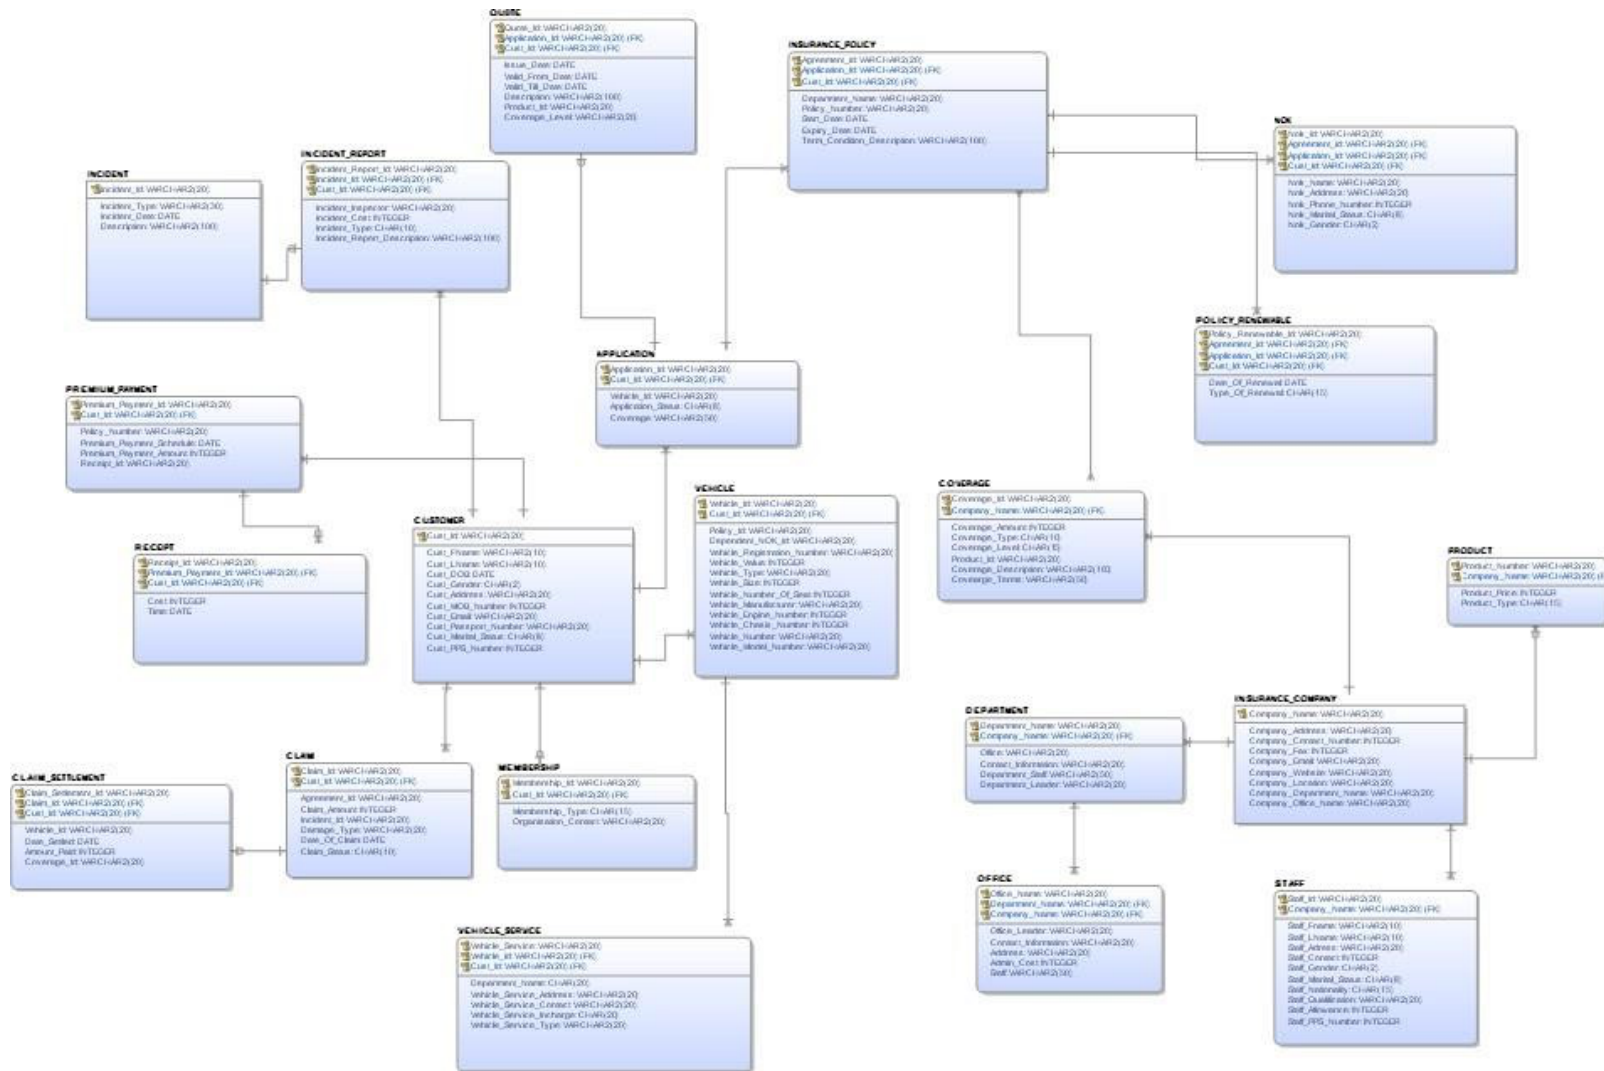 QUOTE
Quote_Id: VARCHAR2(20)
Application_Id: VARCHAR2(20) (FK)
Cust_Id: VARCHAR2(20) (FK)
Issue_Date: DATE
Valid_From_Date: DATE
Valid_Till_Date: DATE
Description: VARCHAR2(100)
Product_Id: VARCHAR2(20)
Coverage_Level: VARCHAR2(20)
INSURANCE_POLICY
Agreement_id: VARCHAR2(20)
Application_Id: VARCHAR2(20) (FK)
Cust_Id: VARCHAR2(20) (FK)
Department_Name: VARCHAR2(20)
Policy_Number: VARCHAR2(20)
Start_Date: DATE
Expiry_Date: DATE
Term_Condition_Description: VARCHAR2(100)
NOK
Nok_Id: VARCHAR2(20)
Agreement_id: VARCHAR2(20) (FK)
Application_Id: VARCHAR2(20) (FK)
Cust_Id: VARCHAR2(20) (FK)
Nok_Name: VARCHAR2(20)
Nok_Address: VARCHAR2(20)
Nok_Phone_Number: INTEGER
Nok_Marital_Status: CHAR(8)
Nok_Gender: CHAR(2)
INCIDENT_REPORT
Incident_Report_Id: VARCHAR2(20)
Incident_Id: VARCHAR2(20) (FK)
Cust_Id: VARCHAR2(20) (FK)
Incident_Inspector: VARCHAR2(20)
Incident_Cost: INTEGER
Incident_Type: CHAR(10)
Incident_Report_Description: VARCHAR2(100)
INCIDENT
Incident_Id: VARCHAR2(20)
Incident_Type: VARCHAR2(30)
Incident_Date: DATE
Description: VARCHAR2(100)
POLICY_RENEWABLE
Policy_Renewable_Id: VARCHAR2(20)
Agreement_id: VARCHAR2(20) (FK)
Application_Id: VARCHAR2(20) (FK)
Cust_Id: VARCHAR2(20) (FK)
Date_Of_Renewal: DATE
Type_Of_Renewal: CHAR(15)
APPLICATION
Application_Id: VARCHAR2(20)
Cust_Id: VARCHAR2(20) (FK)
Vehicle_Id: VARCHAR2(20)
Application_Status: CHAR(8)
Coverage: VARCHAR2(50)
PREMIUM_PAYMENT
Premium_Payment_Id: VARCHAR2(20)
Cust_Id: VARCHAR2(20) (FK)
Policy_Number: VARCHAR2(20)
Premium_Payment_Schedule: DATE
Premium_Payment_Amount: INTEGER
Receipt_Id: VARCHAR2(20)
RECEIPT
Receipt_Id: VARCHAR2(20)
Premium_Payment_Id: VARCHAR2(20) (FK)
Cust_Id: VARCHAR2(20) (FK)
Cost: INTEGER
Time: DATE
CUSTOMER
Cust_Id: VARCHAR2(20)
Cust_FName: VARCHAR2(10)
Cust_LName: VARCHAR2(10)
Cust_DOB: DATE
Cust_Gender: CHAR(2)
Cust_Address: VARCHAR2(20)
Cust_MOB_Number: INTEGER
Cust_Email: VARCHAR2(20)
Cust_Passport_Number: VARCHAR2(20)
Cust_Marital_Status: CHAR(8)
Cust_PPS_Number: INTEGER
VEHICLE
Vehicle_Id: VARCHAR2(20)
Cust_Id: VARCHAR2(20) (FK)
Policy_Id: VARCHAR2(20)
Dependent_NOK_Id: VARCHAR2(20)
Vehicle_Registration_Number: VARCHAR2(20)
Vehicle_Value: INTEGER
Vehicle_Type: VARCHAR2(20)
Vehicle_Size: INTEGER
Vehicle_Number_Of_Seat: INTEGER
Vehicle_Manufacturer: VARCHAR2(20)
Vehicle_Engine_Number: INTEGER
Vehicle_Chasis_Number: INTEGER
Vehicle_Number: VARCHAR2(20)
Vehicle_Model_Number: VARCHAR2(20)
COVERAGE
Coverage_Id: VARCHAR2(20)
Company_Name: VARCHAR2(20) (FK)
Coverage_Amount: INTEGER
Coverage_Type: CHAR(10)
Coverage_Level: CHAR(15)
Product_Id: VARCHAR2(20)
Coverage_Description: VARCHAR2(100)
Coverage_Terms: VARCHAR2(50)
PRODUCT
Product_Number: VARCHAR2(20)
Company_Name: VARCHAR2(20) (F
Product_Price: INTEGER
Product_Type: CHAR(15)
INSURANCE_COMPANY
Company_Name: VARCHAR2(20)
Company_Address: VARCHAR2(20)
Company_Contact_Number: INTEGER
Company_Fax: INTEGER
Company_Email: VARCHAR2(20)
Company_Website: VARCHAR2(20)
Company_Location: VARCHAR2(20)
Company_Department_Name: VARCHAR2(20)
Company_Office_Name: VARCHAR2(20)
DEPARTMENT
Department_Name: VARCHAR2(20)
Company_Name: VARCHAR2(20) (FK)
Office: VARCHAR2(20)
Contact_Information: VARCHAR2(20)
Department_Staff: VARCHAR2(50)
Department_Leader: VARCHAR2(20)
CLAIM
Claim_Id: VARCHAR2(20)
Cust_Id: VARCHAR2(20) (FK)
Agreement_Id: VARCHAR2(20)
Claim_Amount: INTEGER
Incident_Id: VARCHAR2(20)
Damage_Type: VARCHAR2(20)
Date_Of_Claim: DATE
Claim_Status: CHAR(10)
MEMBERSHIP
Membership_Id: VARCHAR2(20)
Cust_Id: VARCHAR2(20) (FK)
Membership_Type: CHAR(15)
Organisation_Contact: VARCHAR2(20)
CLAIM_SETTLEMENT
Claim_Settlement_Id: VARCHAR2(20)
Claim_Id: VARCHAR2(20) (FK)
Cust_Id: VARCHAR2(20) (FK)
Vehicle_Id: VARCHAR2(20)
Date_Settled: DATE
Amount_Paid: INTEGER
Coverage_Id: VARCHAR2(20)
OFFICE
Office_Name: VARCHAR2(20)
Department_Name: VARCHAR2(20) (FK)
Company_Name: VARCHAR2(20) (FK)
Office_Leader: VARCHAR2(20)
Contact_Information: VARCHAR2(20)
Address: VARCHAR2(20)
Admin_Cost: INTEGER
Staff: VARCHAR2(50)
STAFF
Staff_Id: VARCHAR2(20)
Company_Name: VARCHAR2(20) (FK)
Staff_Fname: VARCHAR2(10)
Staff_Lname: VARCHAR2(10)
Staff_Adress: VARCHAR2(20)
Staff_Contact: INTEGER
Staff_Gender: CHAR(2)
Staff_Marital_Status: CHAR(8)
Staff_Nationality: CHAR(15)
Staff_Qualification: VARCHAR2(20)
Staff_Allowance: INTEGER
Staff_PPS_Number: INTEGER
VEHICLE_SERVICE
Vehicle_Service: VARCHAR2(20)
Vehicle_Id: VARCHAR2(20) (FK)
Cust_Id: VARCHAR2(20) (FK)
Department_Name: CHAR(20)
Vehicle_Service_Address: VARCHAR2(20)
Vehicle_Service_Contact: VARCHAR2(20)
Vehicle_Service_Incharge: CHAR(20)
Vehicle_Service_Type: VARCHAR2(20)